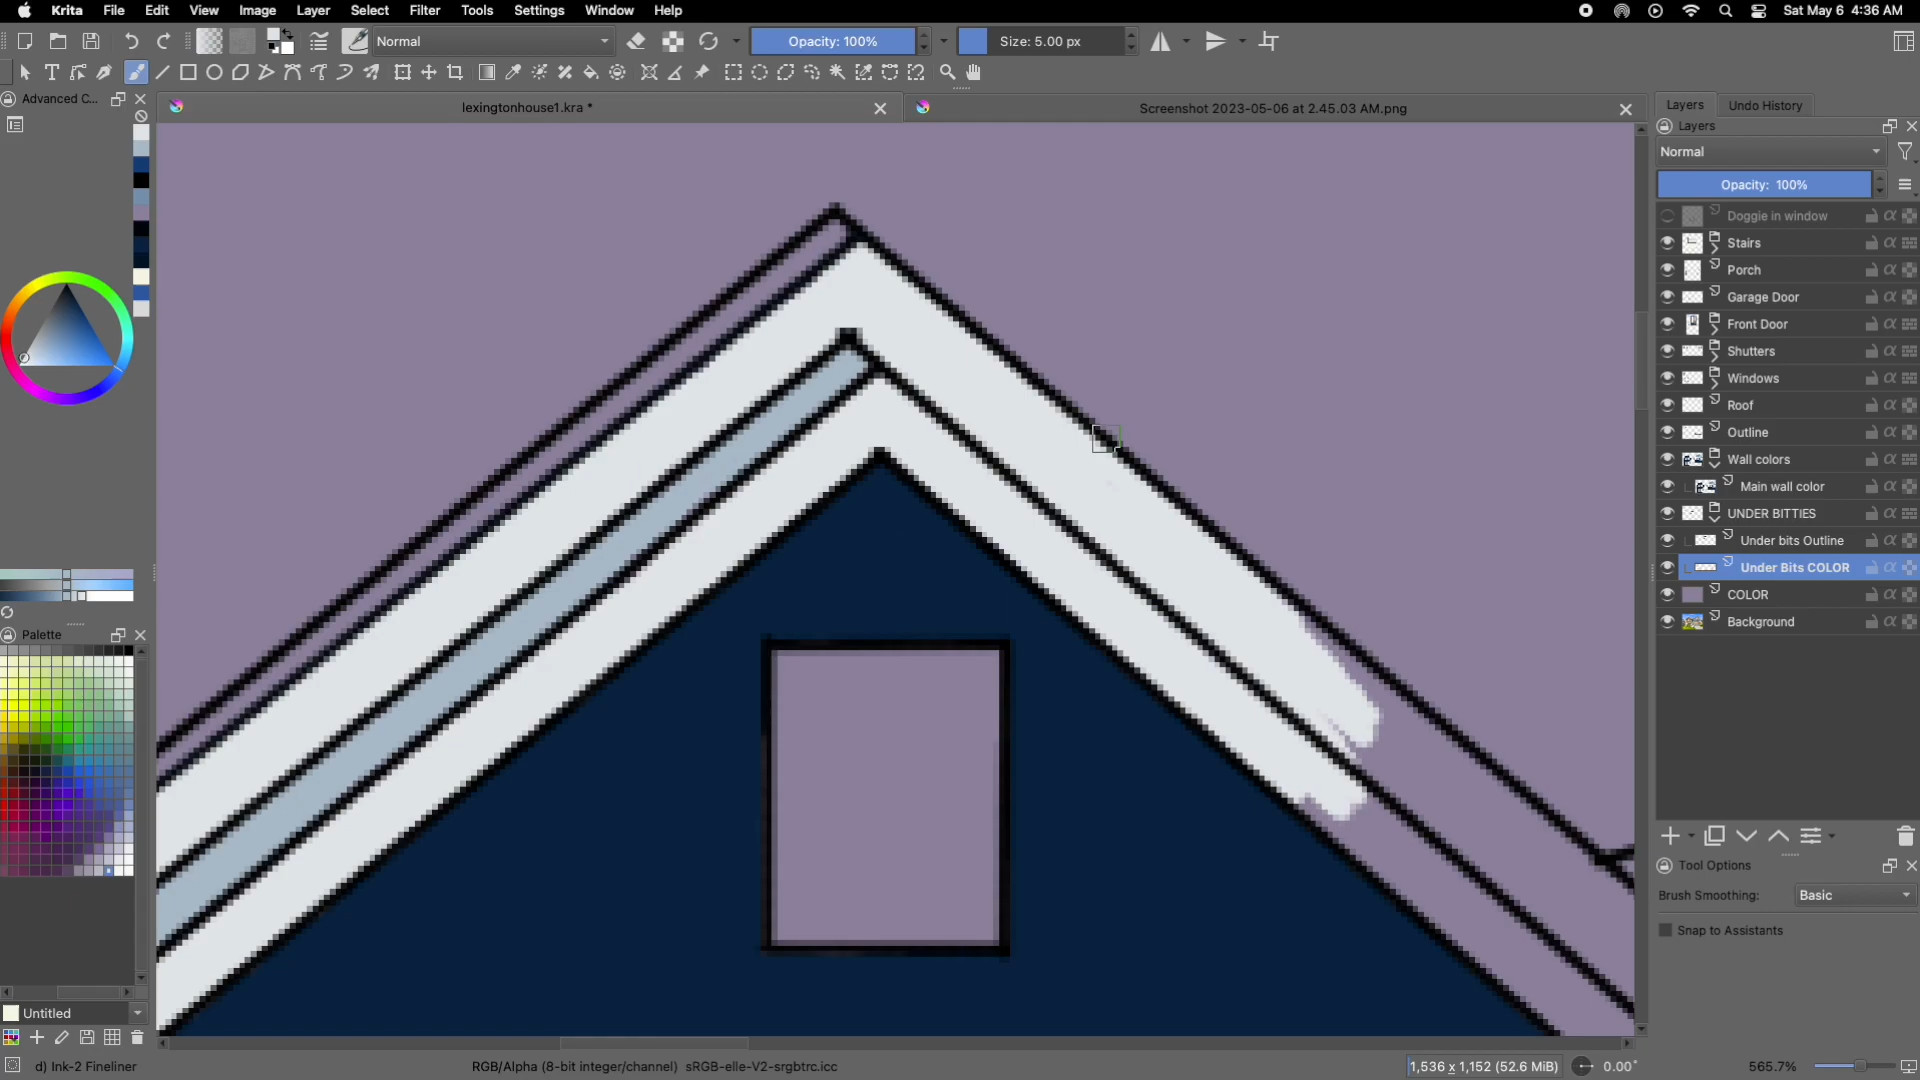 Krita File Edit View Image Layer Select Filter Tools Settings Window Help Sat May 6 4:36 AM
Normal Opacity: 100% Size: 5.00 px
Advanced C... lexingtonhouse1.kra * Screenshot 2023-05-06 at 2.45.03 AM.png Layers Undo History
Layers
Normal
Opacity: 100%
Doggie in window
Stairs
Porch
Garage Door
Front Door
Shutters
Windows
Roof
Outline
Wall colors
Main wall color
UNDER BITTIES
Under bits Outline
Under Bits COLOR
COLOR
Background
Palette
Tool Options
Brush Smoothing: Basic
Snap to Assistants
Untitled
d) Ink-2 Fineliner RGB/Alpha (8-bit integer/channel) sRGB-elle-V2-srgbtrc.icc 1,536 x 1,152 (52.6 MiB) 0.00° 565.7%